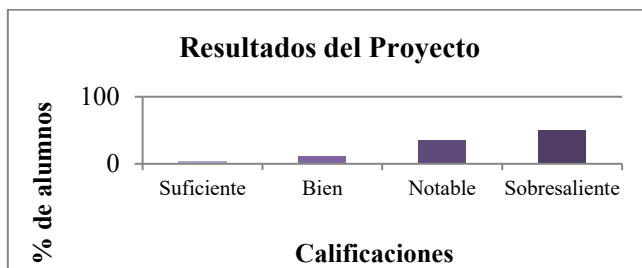 Resultados del Proyecto
% de alumnos
100
0
Suficiente Bien Notable Sobresaliente
Calificaciones